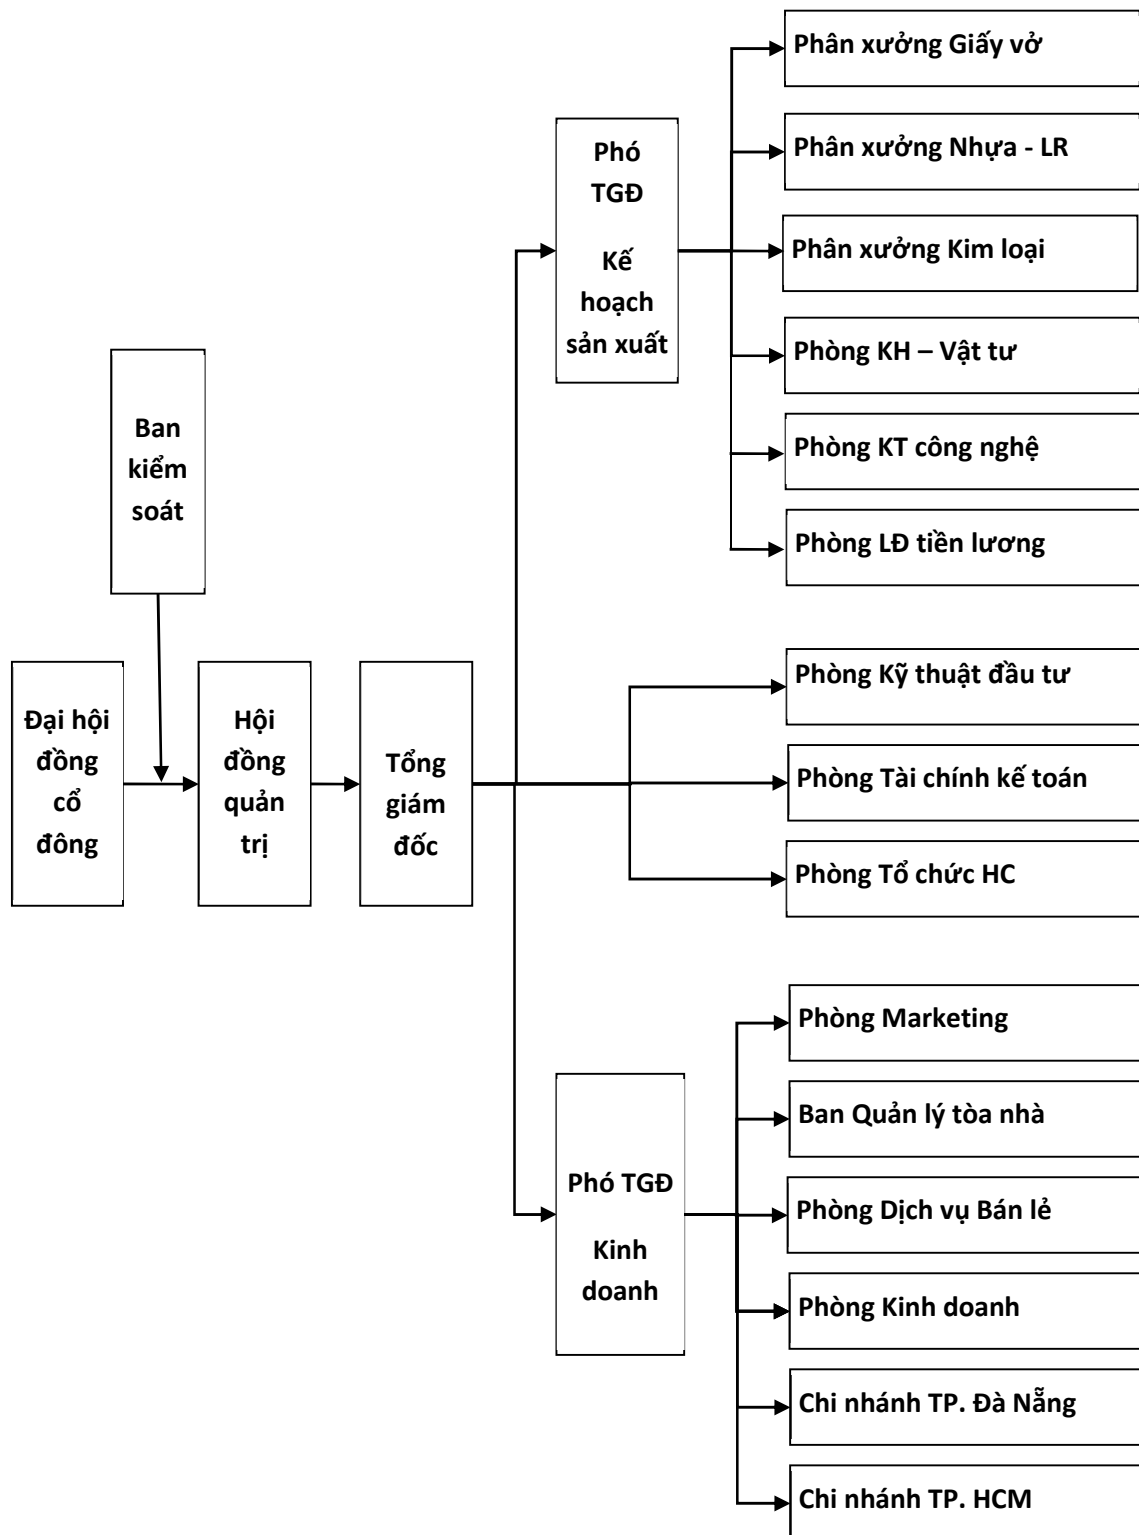 Phân xưởng Giấy vở
Phân xưởng Nhựa - LR
Phân xưởng Kim loại
Phòng KH – Vật tư
Phòng KT công nghệ
Phòng LĐ tiền lương
Phó
TGĐ
Kế
hoạch
sản xuất
Ban
kiểm
soát
Đại hội
đồng
cổ
đông
Hội
đồng
quản
trị
Tổng
giám
đốc
Phòng Kỹ thuật đầu tư
Phòng Tài chính kế toán
Phòng Tổ chức HC
Phó TGĐ
Kinh
doanh
Phòng Marketing
Ban Quản lý tòa nhà
Phòng Dịch vụ Bán lẻ
Phòng Kinh doanh
Chi nhánh TP. Đà Nẵng
Chi nhánh TP. HCM